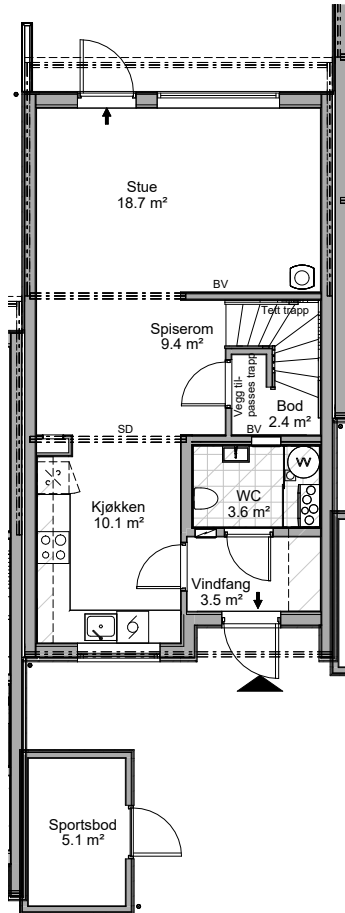 Stue
18.7 m²
BV
Tett trapp
Spiserom
9.4 m²
Vegg til-
passes trapp
Bod
2.4 m²
SD
BV
VV
WC
3.6 m²
Kjøkken
10.1 m²
Vindfang
3.5 m²
Sportsbod
5.1 m²